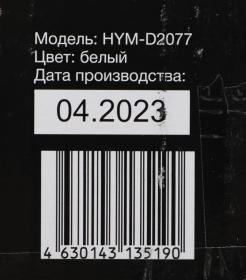 Модель: HYM-D2077
Цвет: белый
Дата производства:
04.2023
4 630143 135190